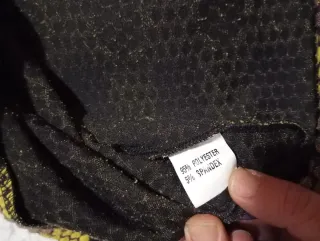 95% POLYESTER
5% SPANDEX